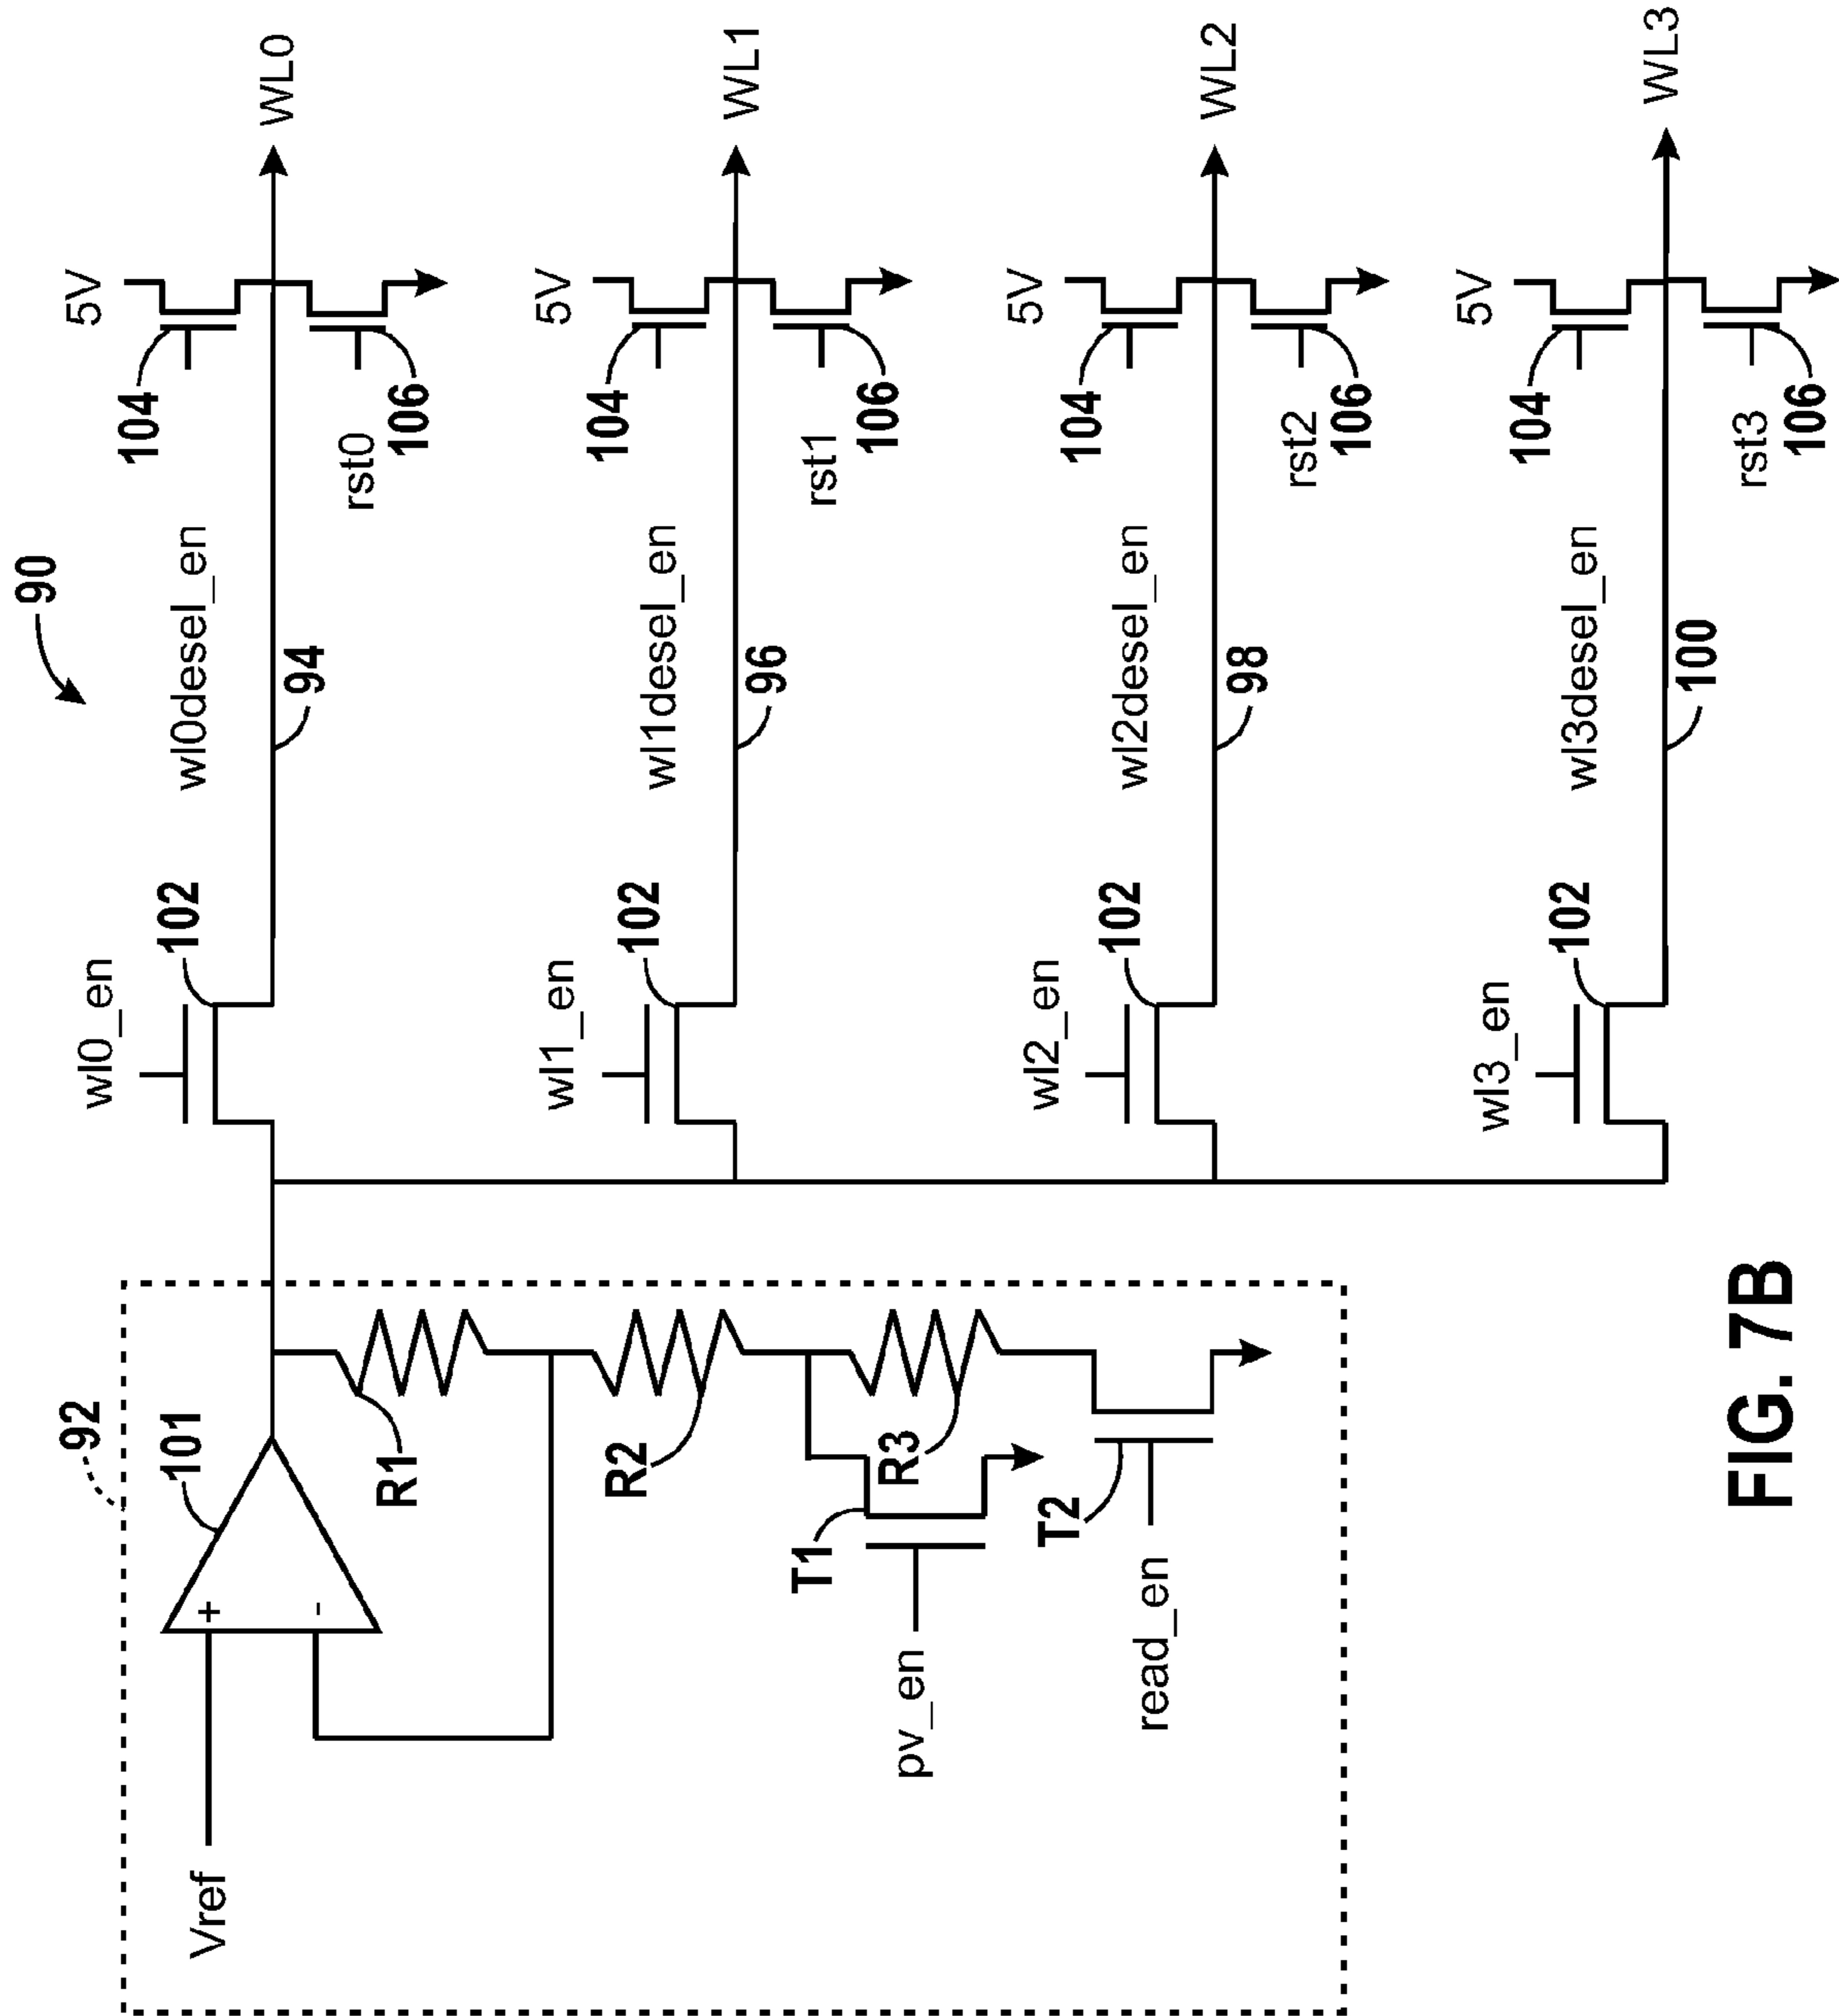 90
92
Vref
+
-
101
R1
R2
R3
T1
T2
pv_en
read_en
wl0_en
102
wl0desel_en
94
5V
104
rst0
106
WL0
wl1_en
102
wl1desel_en
96
5V
104
rst1
106
WL1
wl2_en
102
wl2desel_en
98
5V
104
rst2
106
WL2
wl3_en
102
wl3desel_en
100
5V
104
rst3
106
WL3
FIG. 7B